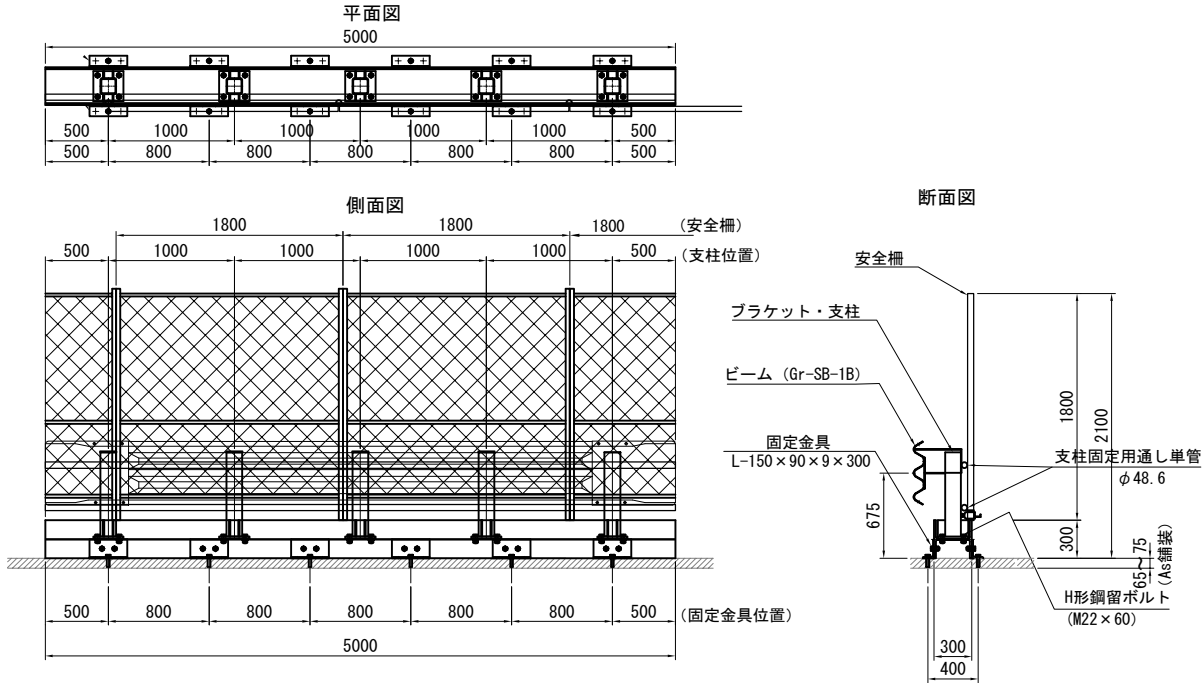 平面図
5000
500 1000 1000 1000 1000 500
500 800 800 800 800 800 500
側面図
1800 1800 1800 (安全柵)
500 1000 1000 1000 1000 500 (支柱位置)
500 800 800 800 800 800 500 (固定金具位置)
5000
断面図
安全柵
ブラケット・支柱
ビーム (Gr-SB-1B)
固定金具
L-150×90×9×300
675
1800
2100
300
支柱固定用通し単管
φ48.6
65~75
(As舗装)
H形鋼留ボルト
(M22×60)
300
400